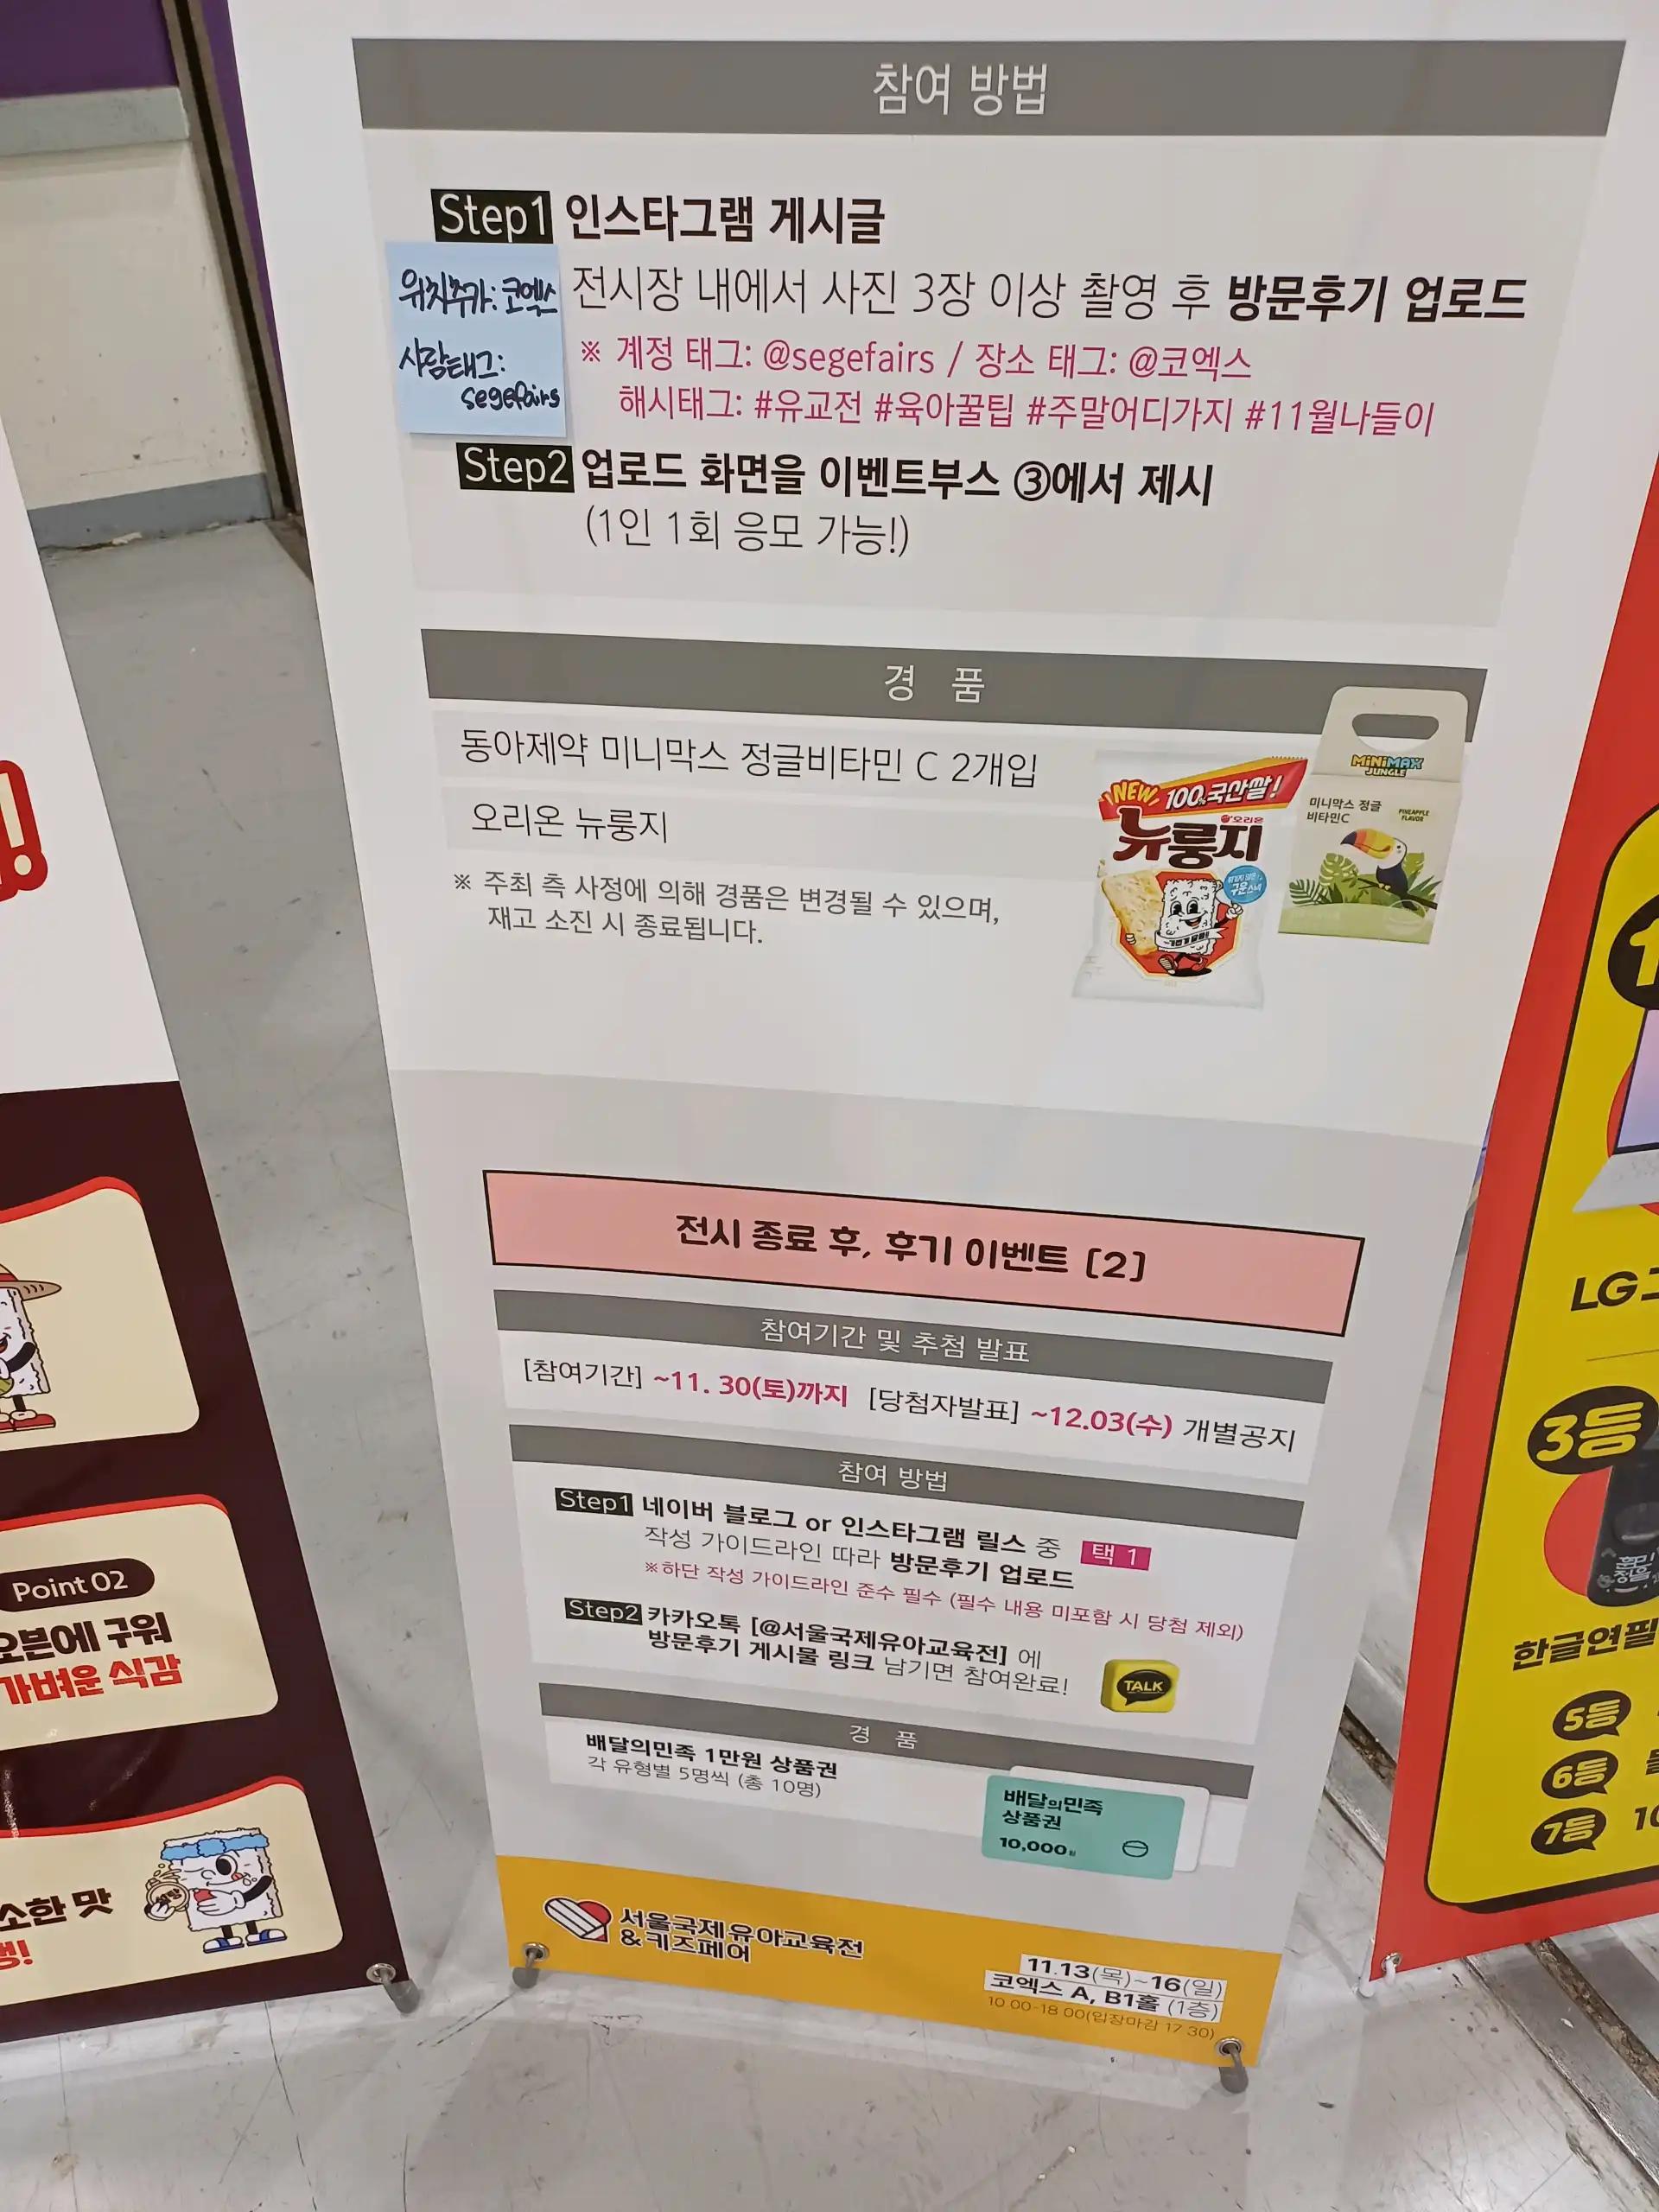 참여 방법
Step1 인스타그램 게시글
위치추가: 코엑스
사람태그:
segefairs
전시장 내에서 사진 3장 이상 촬영 후 방문후기 업로드
※ 계정 태그: @segefairs / 장소 태그: @코엑스
해시태그: #유교전 #육아꿀팁 #주말어디가지 #11월나들이
Step2 업로드 화면을 이벤트부스 ③에서 제시
(1인 1회 응모 가능!)
경 품
동아제약 미니막스 정글비타민 C 2개입
오리온 뉴룽지
※ 주최 측 사정에 의해 경품은 변경될 수 있으며,
재고 소진 시 종료됩니다.
NEW 100% 국산쌀!
오리온
뉴룽지
MiNiMAX
JUNGLE
미니막스 정글
비타민C
PINEAPPLE
FLAVOR
전시 종료 후, 후기 이벤트 [2]
참여기간 및 추첨 발표
[참여기간] ~11. 30(토)까지 [당첨자발표] ~12.03(수) 개별공지
참여 방법
Step1 네이버 블로그 or 인스타그램 릴스 중 택 1
작성 가이드라인 따라 방문후기 업로드
※하단 작성 가이드라인 준수 필수 (필수 내용 미포함 시 당첨 제외)
Step2 카카오톡 [@서울국제유아교육전] 에
방문후기 게시물 링크 남기면 참여완료!
TALK
경 품
배달의민족 1만원 상품권
각 유형별 5명씩 (총 10명)
배달의민족
상품권
10,000원
서울국제유아교육전
&키즈페어
11.13(목)~16(일)
코엑스 A, B1홀 (1층)
10 00-18 00(입장마감 17 30)
Point 02
오븐에 구워
가벼운 식감
소한 맛
LG
3등
훈민
정음
한글연필
5등
6등
7등 10